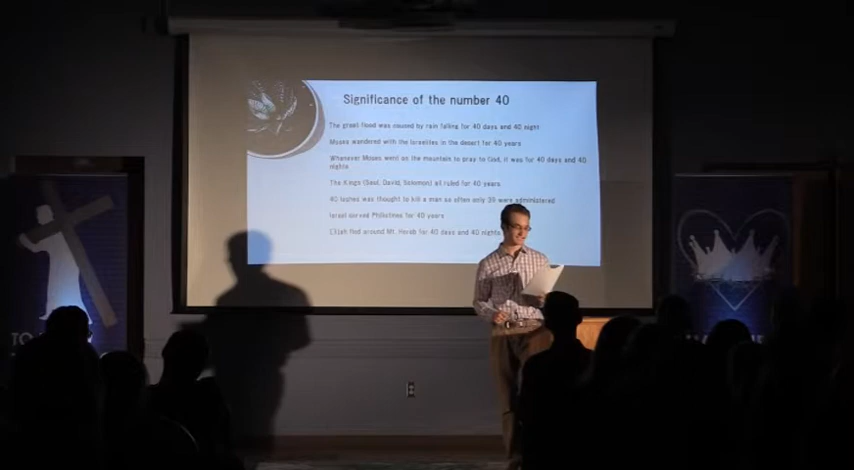 Significance of the number 40
The great flood was caused by rain falling for 40 days and 40 night
Moses wandered with the Israelites in the desert for 40 years
Whenever Moses went on the mountain to pray to God, it was for 40 days and 40
nights
The Kings (Saul, David, Solomon) all ruled for 40 years
40 lashes was thought to kill a man so often only 39 were administered
Israel served Philistines for 40 years
Elijah fled around Mt. Horeb for 40 days and 40 nights